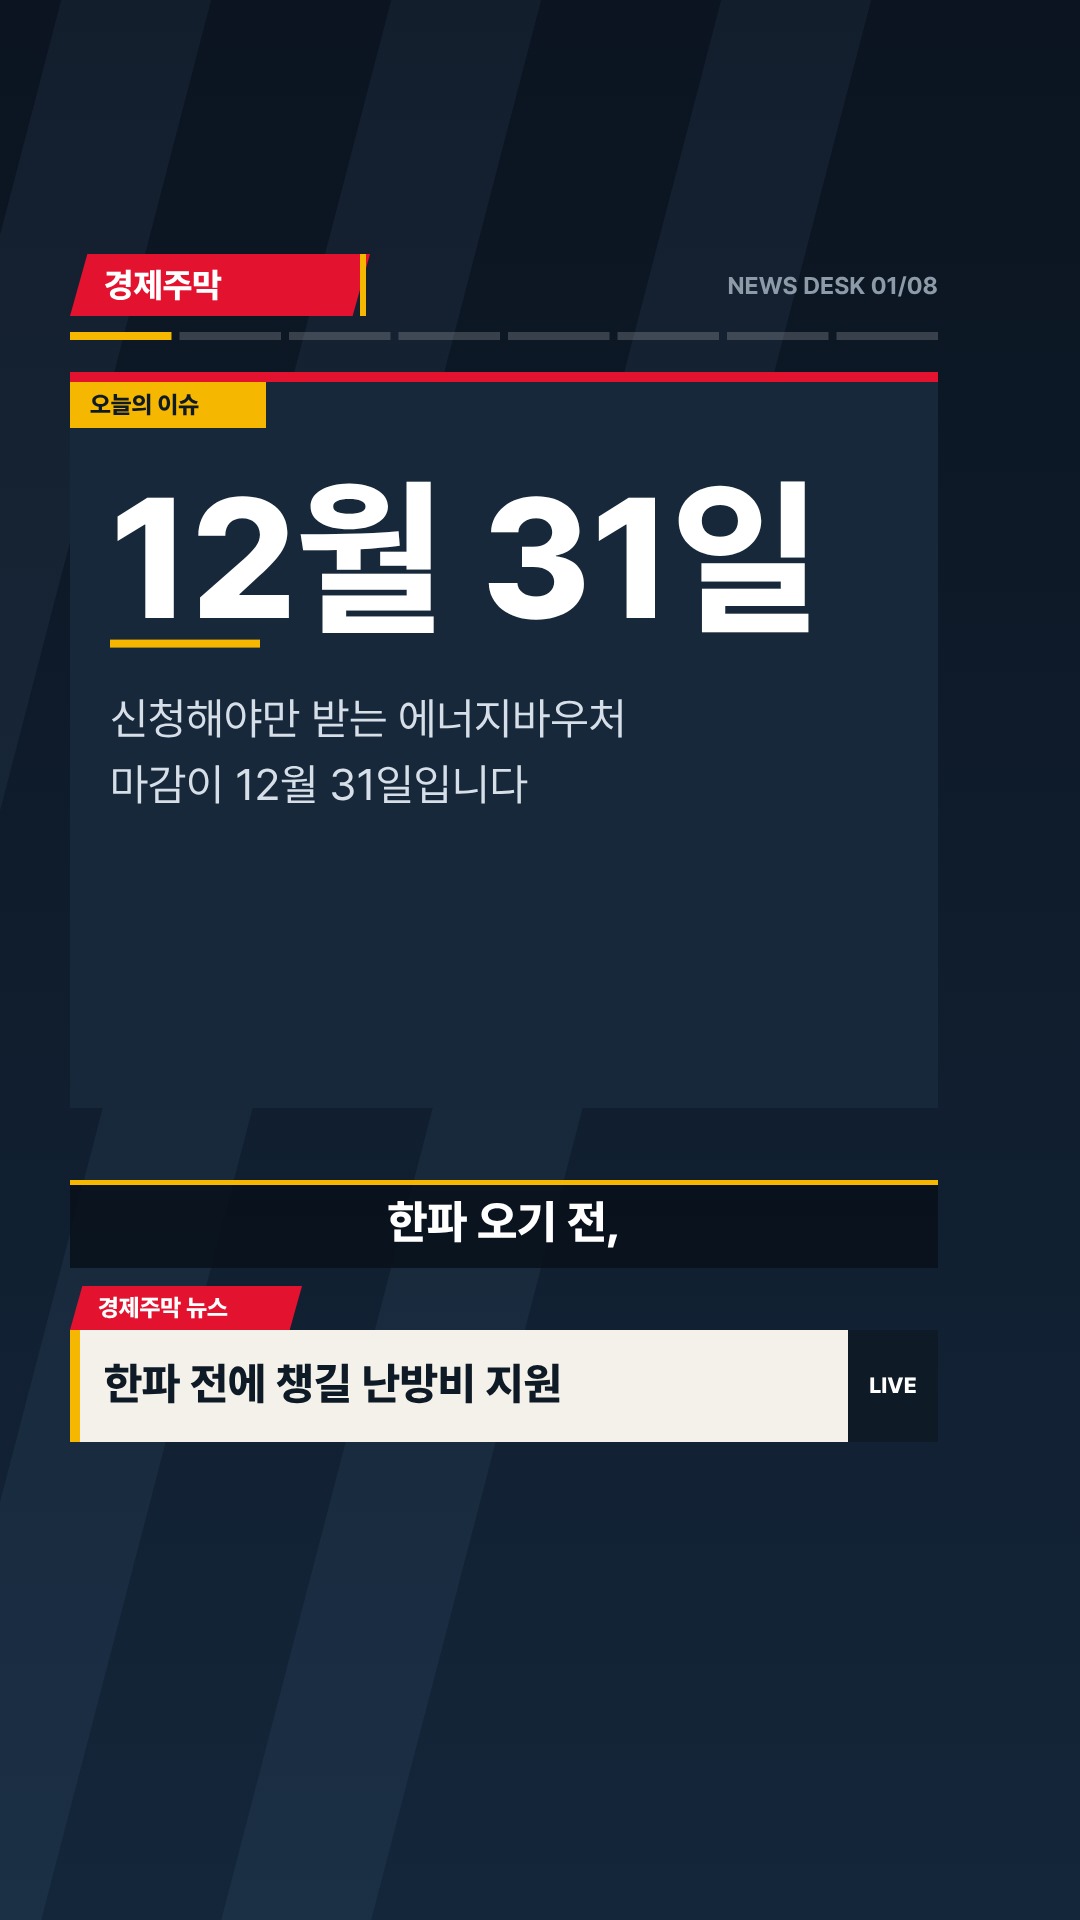 경제주막
NEWS DESK 01/08
오늘의 이슈
12월 31일
신청해야만 받는 에너지바우처
마감이 12월 31일입니다
한파 오기 전,
경제주막 뉴스
한파 전에 챙길 난방비 지원
LIVE